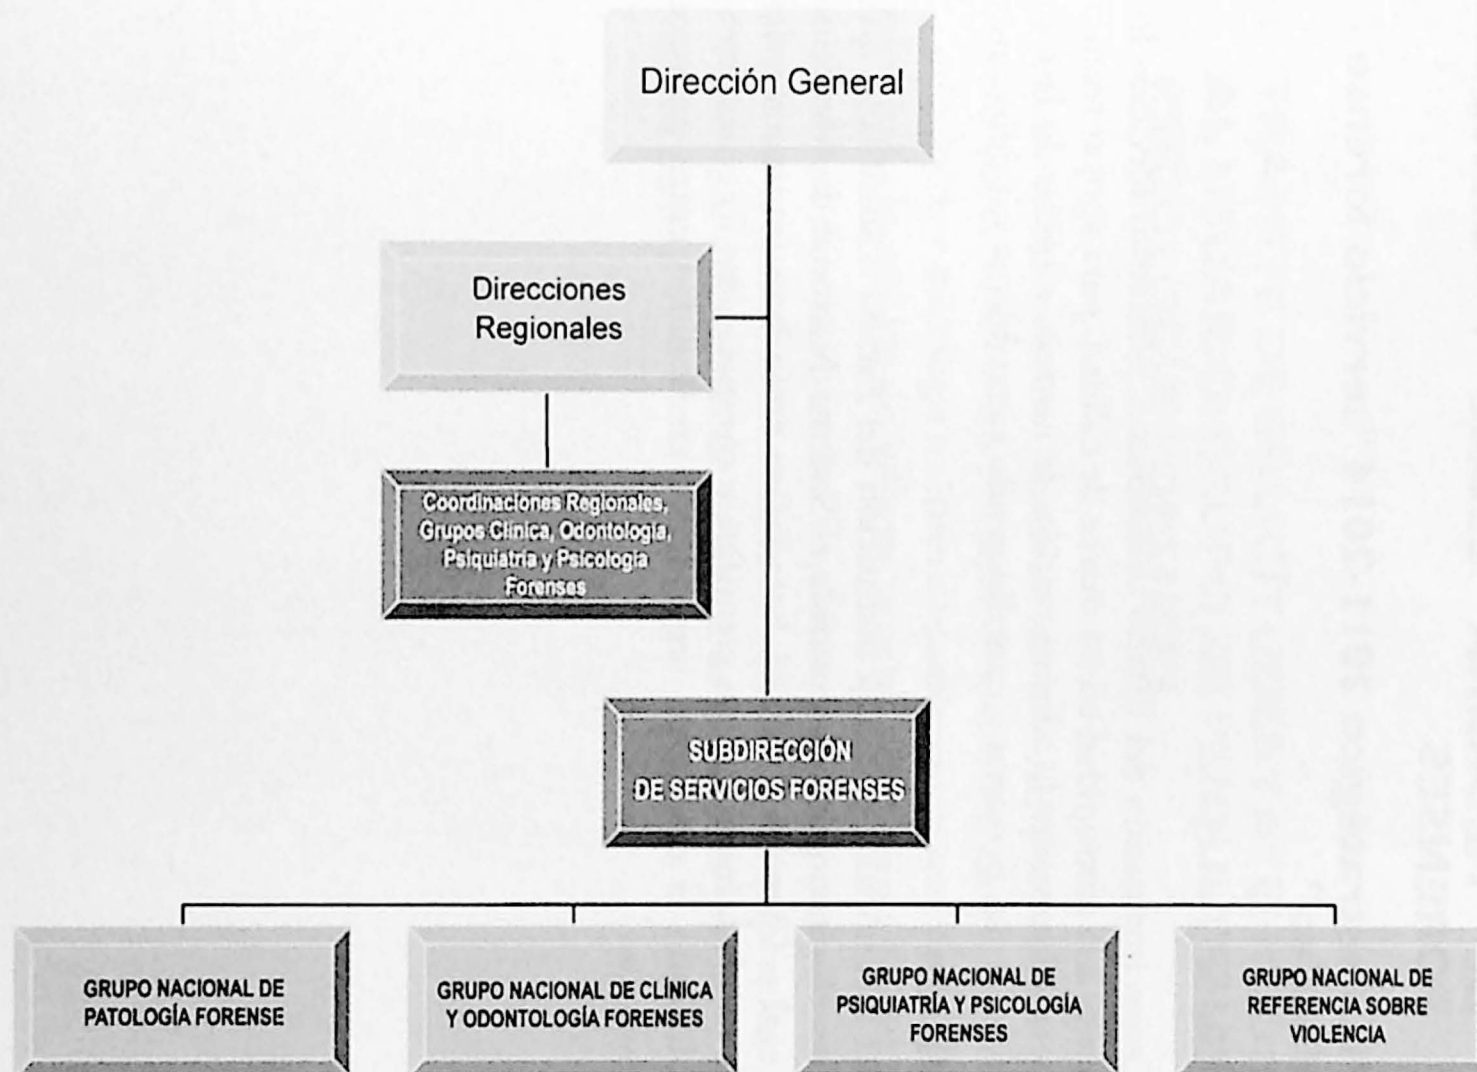 Dirección General
Direcciones
Regionales
Coordinaciones Regionales,
Grupos Clínica, Odontología,
Psiquiatría y Psicología
Forenses
SUBDIRECCIÓN
DE SERVICIOS FORENSES
GRUPO NACIONAL DE
PATOLOGÍA FORENSE
GRUPO NACIONAL DE CLÍNICA
Y ODONTOLOGÍA FORENSES
GRUPO NACIONAL DE
PSIQUIATRÍA Y PSICOLOGÍA
FORENSES
GRUPO NACIONAL DE
REFERENCIA SOBRE
VIOLENCIA